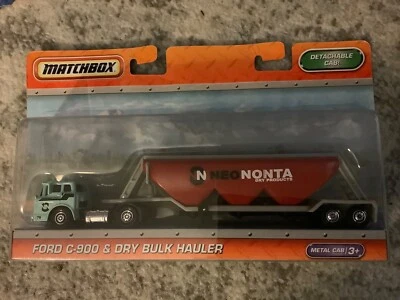 MATCHBOX
DETACHABLE
CAB!
N NEONONTA
DRY PRODUCTS
FORD C-900 & DRY BULK HAULER
METAL CAB 3+